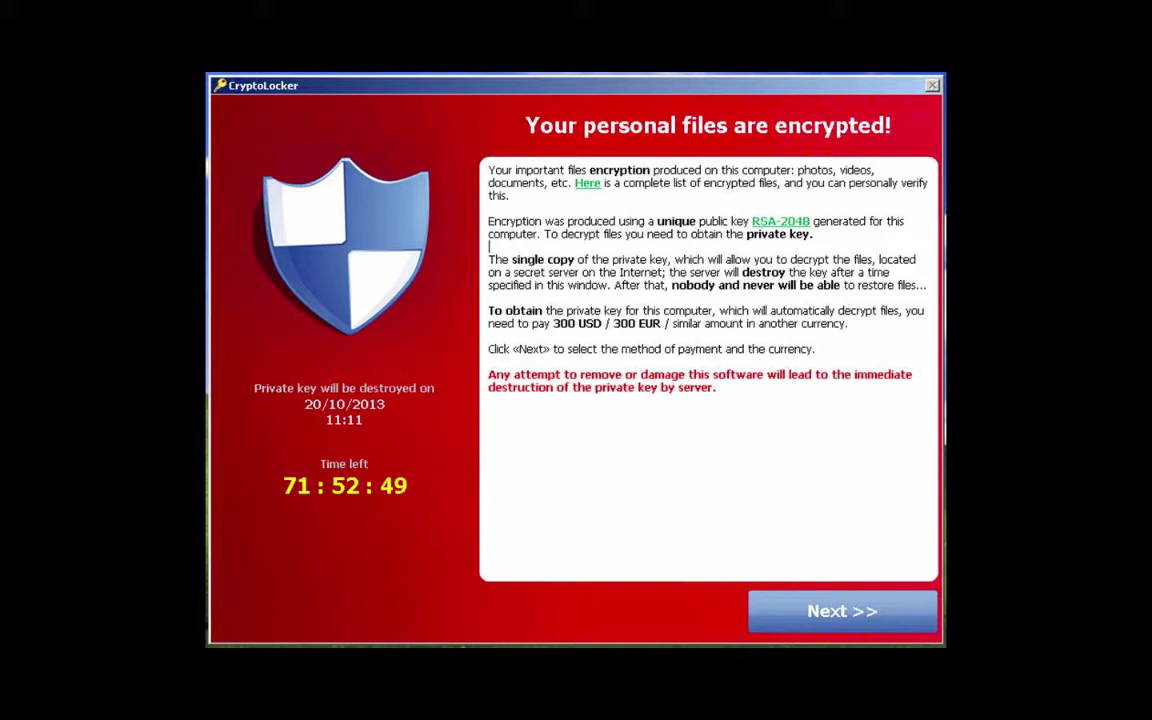 CryptoLocker
Your personal files are encrypted!
Your important files encryption produced on this computer: photos, videos,
documents, etc. Here is a complete list of encrypted files, and you can personally verify
this.
Encryption was produced using a unique public key RSA-2048 generated for this
computer. To decrypt files you need to obtain the private key.
The single copy of the private key, which will allow you to decrypt the files, located
on a secret server on the Internet; the server will destroy the key after a time
specified in this window. After that, nobody and never will be able to restore files...
To obtain the private key for this computer, which will automatically decrypt files, you
need to pay 300 USD / 300 EUR / similar amount in another currency.
Click «Next» to select the method of payment and the currency.
Any attempt to remove or damage this software will lead to the immediate
destruction of the private key by server.
Private key will be destroyed on
20/10/2013
11:11
Time left
71 : 52 : 49
Next >>